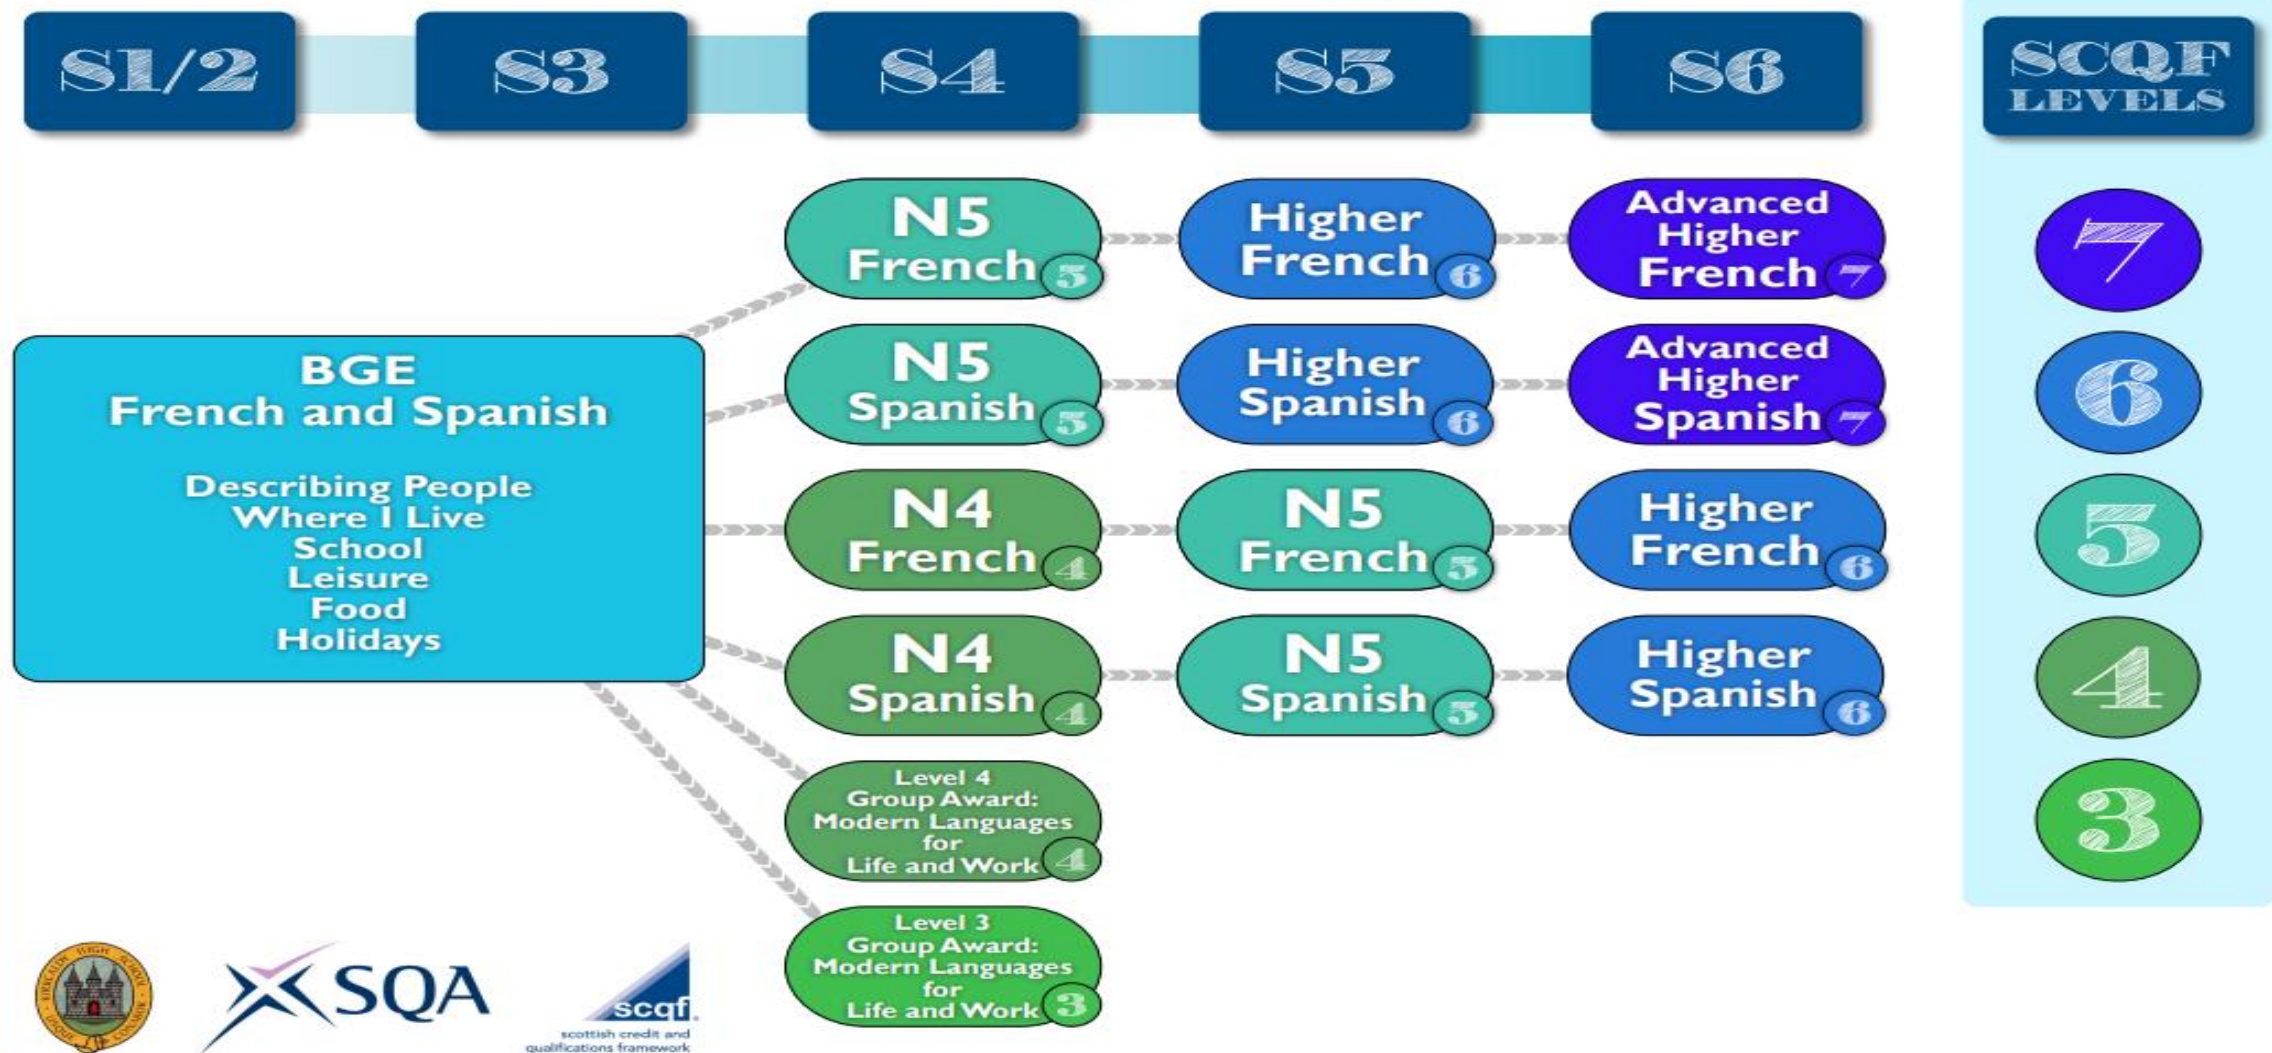 S1/2
S3
S4
S5
S6
SCQF
LEVELS
BGE
French and Spanish
Describing People
Where I Live
School
Leisure
Food
Holidays
N5
French
5
Higher
French
6
Advanced
Higher
French
7
N5
Spanish
5
Higher
Spanish
6
Advanced
Higher
Spanish
7
N4
French
4
N5
French
5
Higher
French
6
N4
Spanish
4
N5
Spanish
5
Higher
Spanish
6
Level 4
Group Award:
Modern Languages
for
Life and Work
4
Level 3
Group Award:
Modern Languages
for
Life and Work
3
7
6
5
4
3
KIRKCALDY HIGH SCHOOL
SQA
scqf
scottish credit and
qualifications framework